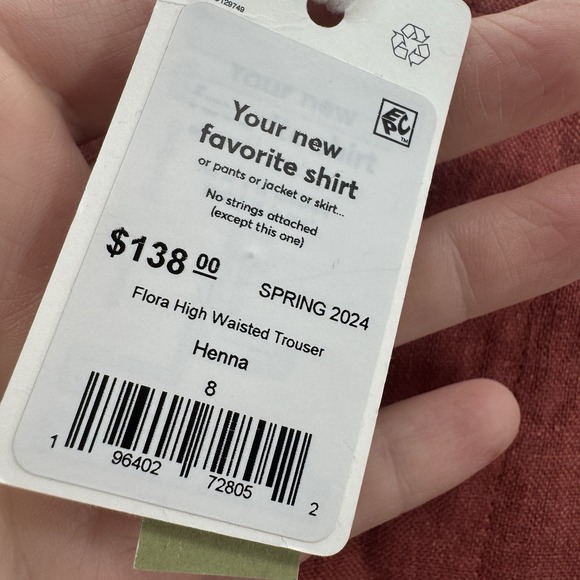 Your new
favorite shirt
or pants or jacket or skirt...
No strings attached
(except this one)
$138 00
SPRING 2024
Flora High Waisted Trouser
Henna
8
1 96402 72805 2